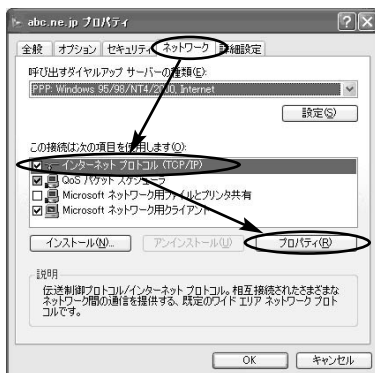 abc.ne.jp プロパティ
全般 オプション セキュリティ ネットワーク 詳細設定
呼び出すダイヤルアップ サーバーの種類(E):
PPP: Windows 95/98/NT4/2000, Internet
設定(S)
この接続は次の項目を使用します(O):
インターネット プロトコル (TCP/IP)
QoS パケット スケジューラ
Microsoft ネットワーク用ファイルとプリンタ共有
Microsoft ネットワーク用クライアント
インストール(N)... アンインストール(U) プロパティ(R)
説明
伝送制御プロトコル/インターネット プロトコル。相互接続されたさまざまな
ネットワーク間の通信を提供する、既定のワイド エリア ネットワーク プロト
コルです。
OK キャンセル